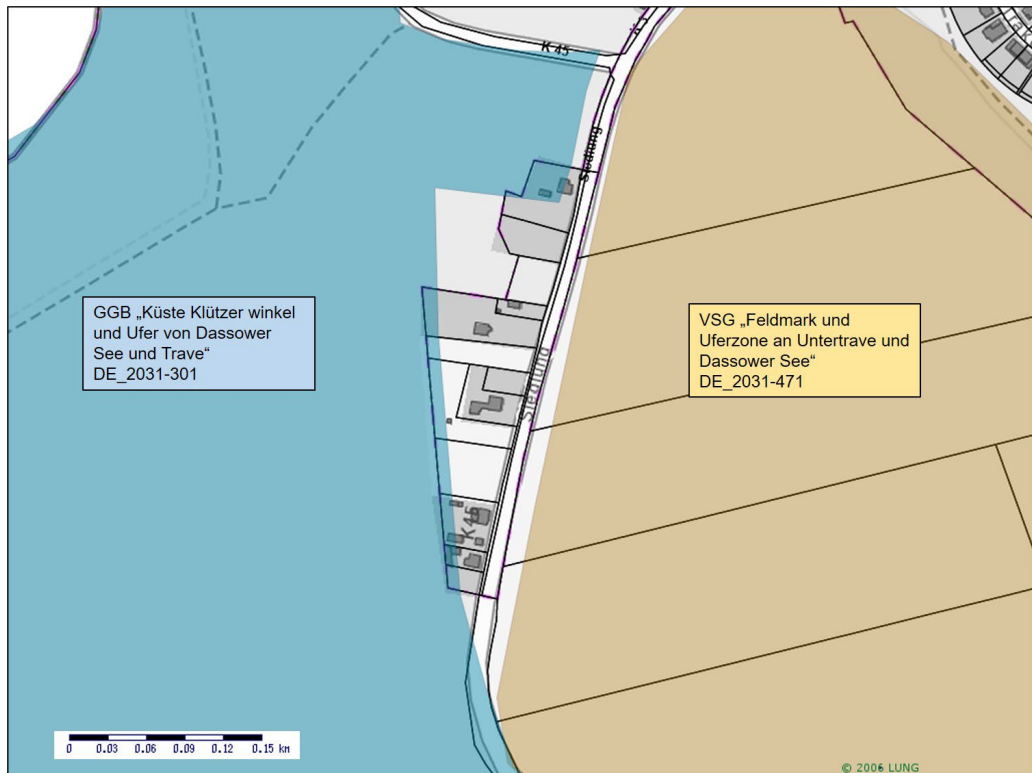 K 45
K 45
Siedlung
GGB „Küste Klützer winkel
und Ufer von Dassower
See und Trave“
DE_2031-301
VSG „Feldmark und
Uferzone an Untertrave und
Dassower See“
DE_2031-471
Siedlung
K45
0 0.03 0.06 0.09 0.12 0.15 km
© 2006 LUNG